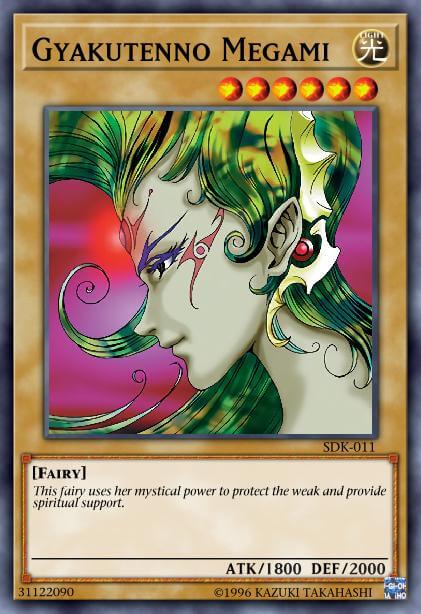 GYAKUTENNO MEGAMI
LIGHT
光
SDK-011
[FAIRY]
This fairy uses her mystical power to protect the weak and provide
spiritual support.
ATK/1800 DEF/2000
31122090
©1996 KAZUKI TAKAHASHI